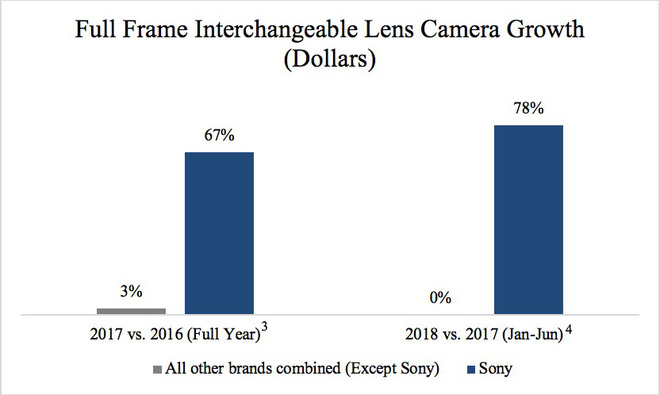 Full Frame Interchangeable Lens Camera Growth
(Dollars)
78%
67%
3%
0%
2017 vs. 2016 (Full Year)3
2018 vs. 2017 (Jan-Jun)4
All other brands combined (Except Sony)
Sony